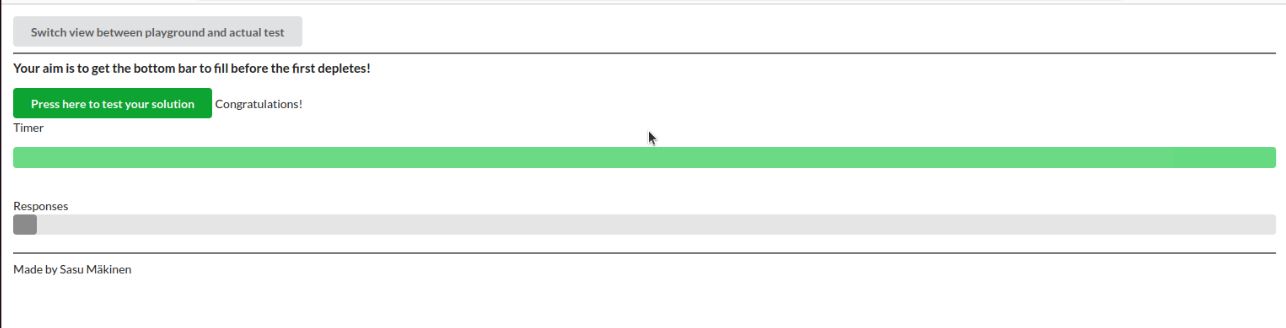 Switch view between playground and actual test
Your aim is to get the bottom bar to fill before the first depletes!
Press here to test your solution Congratulations!
Timer
Responses
Made by Sasu Mäkinen